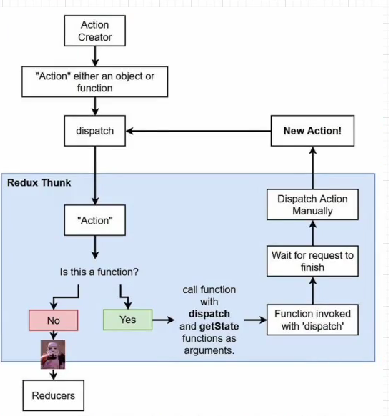 Action
Creator
"Action" either an object or
function
dispatch
New Action!
Redux Thunk
"Action"
Is this a function?
No
Yes
call function
with
dispatch
and getState
functions as
arguments.
Function invoked
with 'dispatch'
Wait for request to
finish
Dispatch Action
Manually
Reducers